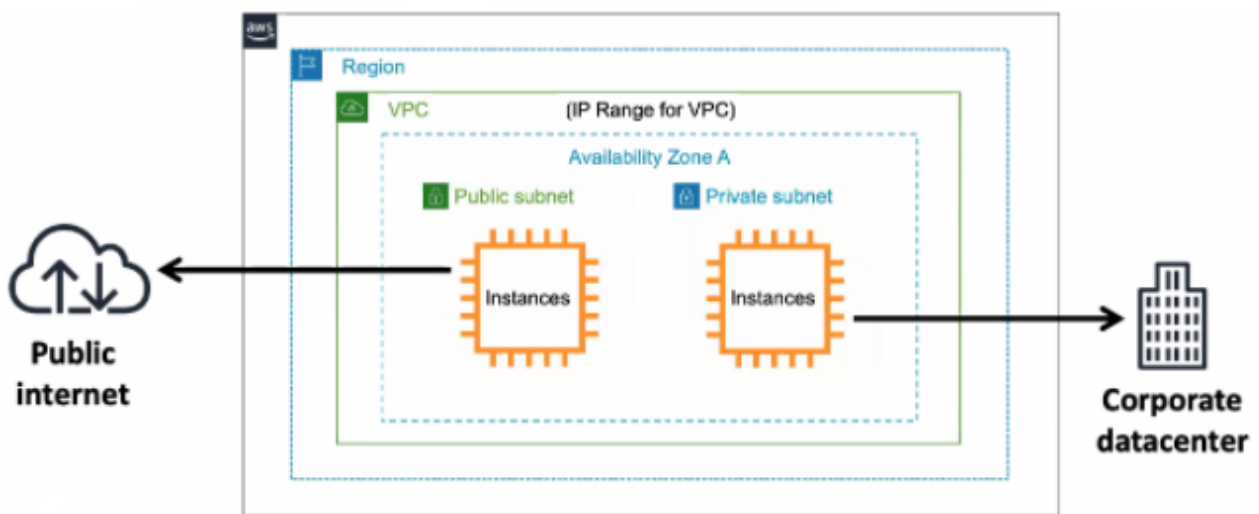 aws
Region
VPC
(IP Range for VPC)
Availability Zone A
Public subnet
Private subnet
Instances
Instances
Public
internet
Corporate
datacenter